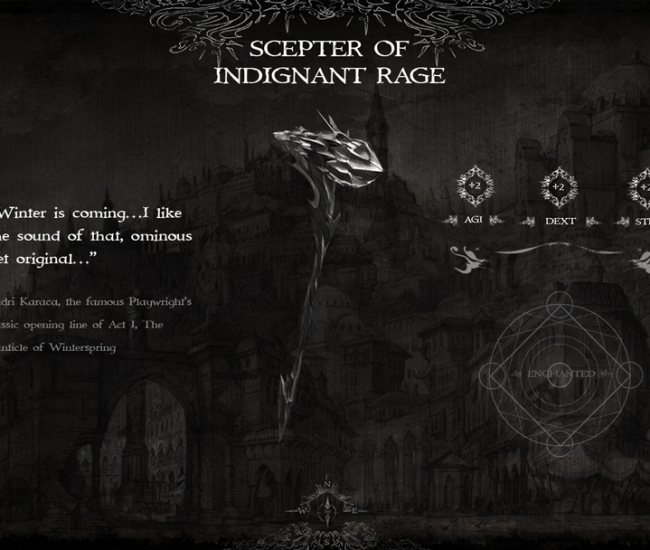 SCEPTER OF
INDIGNANT RAGE
Winter is coming...I like
he sound of that, ominous
et original..."
dri Karaca, the famous Playwright's
assic opening line of Act I, The
nticle of Winterspring
+2 +2 +2
AGI DEXT ST
ENCHANTED
N
W E
S